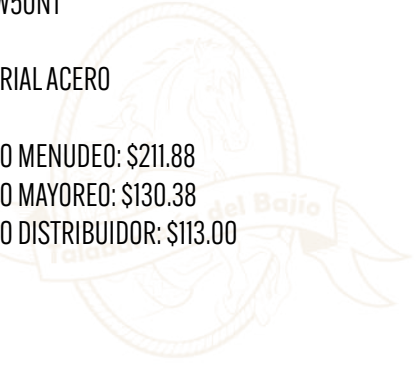 RIAL ACERO
O MENUDEO: $211.88
O MAYOREO: $130.38
O DISTRIBUIDOR: $113.00
del Bajío